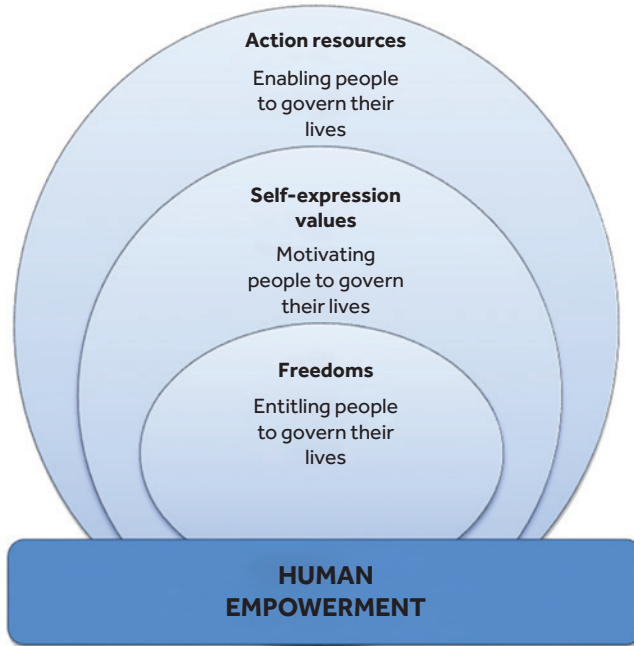 Action resources
Enabling people
to govern their
lives
Self-expression
values
Motivating
people to govern
their lives
Freedoms
Entitling people
to govern their
lives
HUMAN
EMPOWERMENT